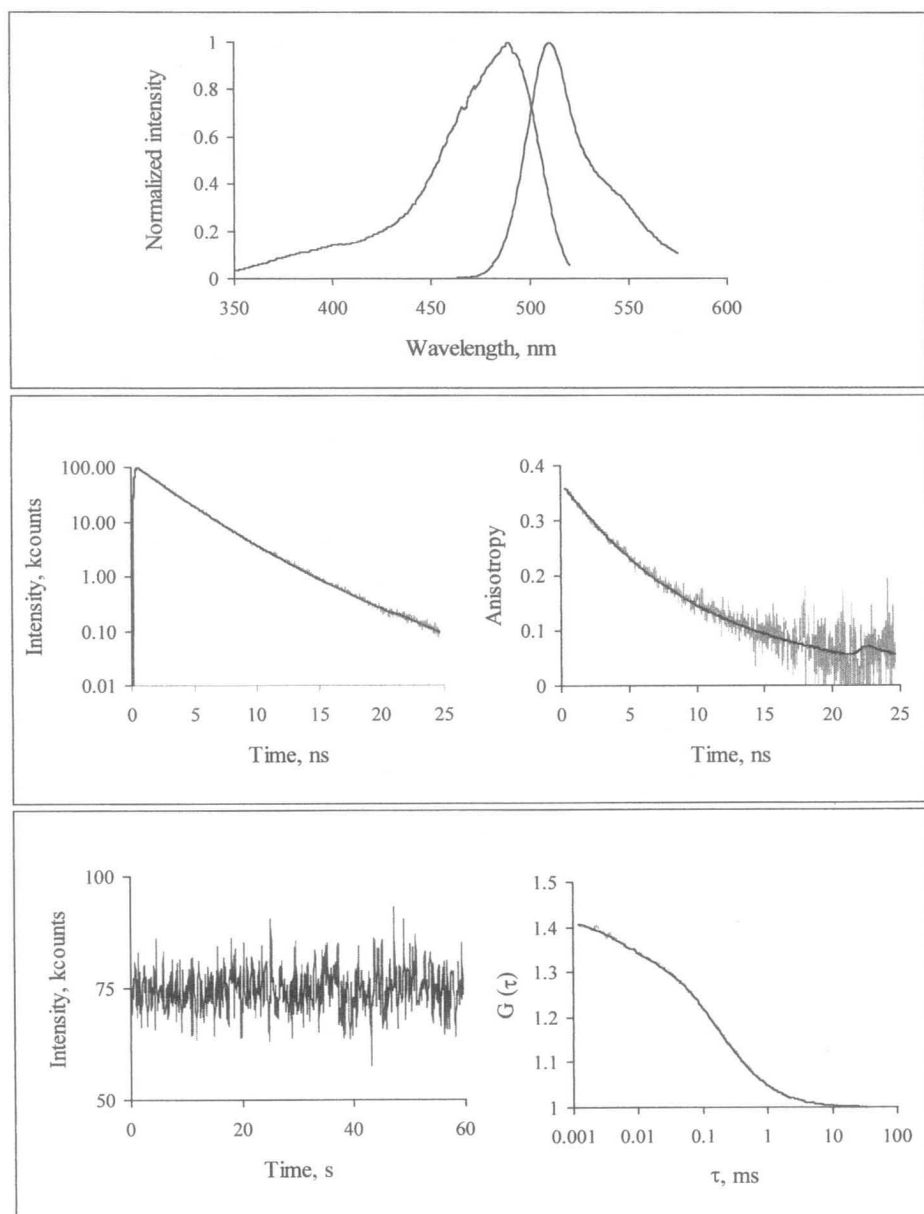 Normalized intensity
1
0.8
0.6
0.4
0.2
0
350 400 450 500 550 600
Wavelength, nm
Intensity, kcounts
100.00
10.00
1.00
0.10
0.01
0 5 10 15 20 25
Time, ns
Anisotropy
0.4
0.3
0.2
0.1
0
0 5 10 15 20 25
Time, ns
Intensity, kcounts
100
75
50
0 20 40 60
Time, s
G (τ)
1.5
1.4
1.3
1.2
1.1
1
0.001 0.01 0.1 1 10 100
τ, ms